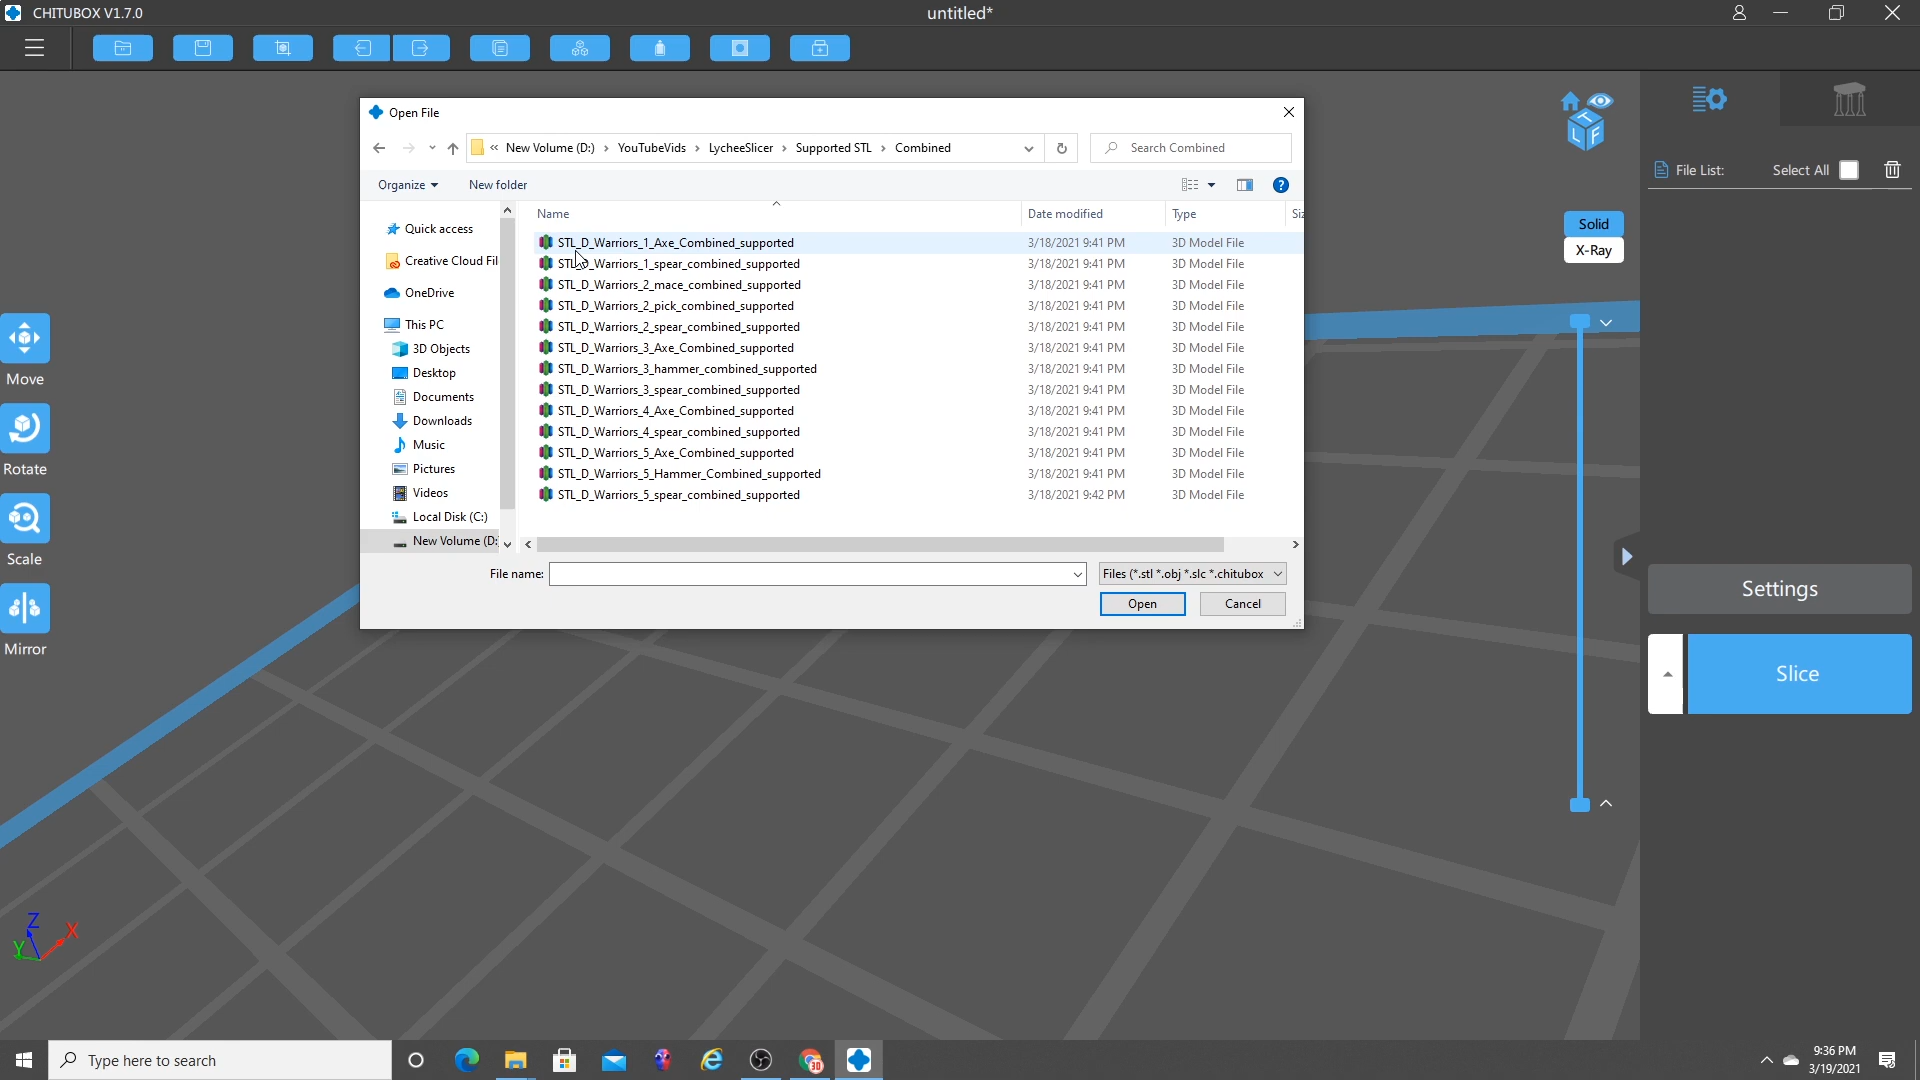 CHITUBOX V1.7.0
untitled*
Open File
« New Volume (D:) › YouTubeVids › LycheeSlicer › Supported STL › Combined
Search Combined
Organize
New folder
Name
Date modified
Type
Quick access
Creative Cloud Fil
OneDrive
This PC
3D Objects
Desktop
Documents
Downloads
Music
Pictures
Videos
Local Disk (C:)
New Volume (D:
STL_D_Warriors_1_Axe_Combined_supported 3/18/2021 9:41 PM 3D Model File
STL_D_Warriors_1_spear_combined_supported 3/18/2021 9:41 PM 3D Model File
STL_D_Warriors_2_mace_combined_supported 3/18/2021 9:41 PM 3D Model File
STL_D_Warriors_2_pick_combined_supported 3/18/2021 9:41 PM 3D Model File
STL_D_Warriors_2_spear_combined_supported 3/18/2021 9:41 PM 3D Model File
STL_D_Warriors_3_Axe_Combined_supported 3/18/2021 9:41 PM 3D Model File
STL_D_Warriors_3_hammer_combined_supported 3/18/2021 9:41 PM 3D Model File
STL_D_Warriors_3_spear_combined_supported 3/18/2021 9:41 PM 3D Model File
STL_D_Warriors_4_Axe_Combined_supported 3/18/2021 9:41 PM 3D Model File
STL_D_Warriors_4_spear_combined_supported 3/18/2021 9:41 PM 3D Model File
STL_D_Warriors_5_Axe_Combined_supported 3/18/2021 9:41 PM 3D Model File
STL_D_Warriors_5_Hammer_Combined_supported 3/18/2021 9:41 PM 3D Model File
STL_D_Warriors_5_spear_combined_supported 3/18/2021 9:42 PM 3D Model File
File name:
Files (*.stl *.obj *.slc *.chitubox
Open
Cancel
Move
Rotate
Scale
Mirror
Z
X
Y
T
L F
Solid
X-Ray
File List:
Select All
Settings
Slice
Type here to search
3D
9:36 PM
3/19/2021